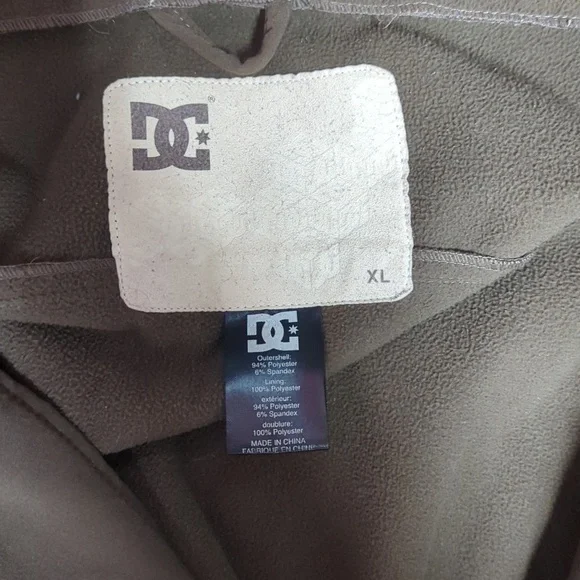 DC
XL
DC
Outershell:
94% Polyester
6% Spandex
Lining:
100% Polyester
extérieur:
94% Polyester
6% Spandex
doublure:
100% Polyester
MADE IN CHINA
FABRIQUÉ EN CHINE